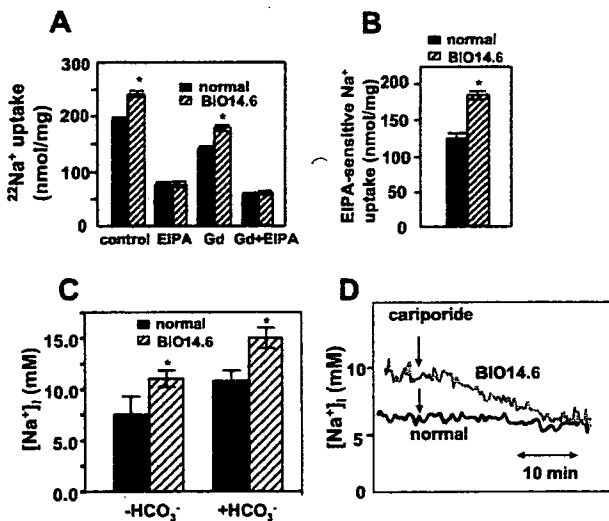 A
²²Na⁺ uptake
(nmol/mg)
300
200
100
0
normal
BIO14.6
*
*
control EIPA Gd Gd+EIPA
B
normal
BIO14.6
EIPA-sensitive Na⁺
uptake (nmol/mg)
200
150
100
50
0
*
C
[Na⁺]ᵢ (mM)
15.0
10.0
5.0
0.0
normal
BIO14.6
*
*
-HCO₃⁻ +HCO₃⁻
D
[Na⁺]ᵢ (mM)
10
5
0
cariporide
BIO14.6
normal
10 min